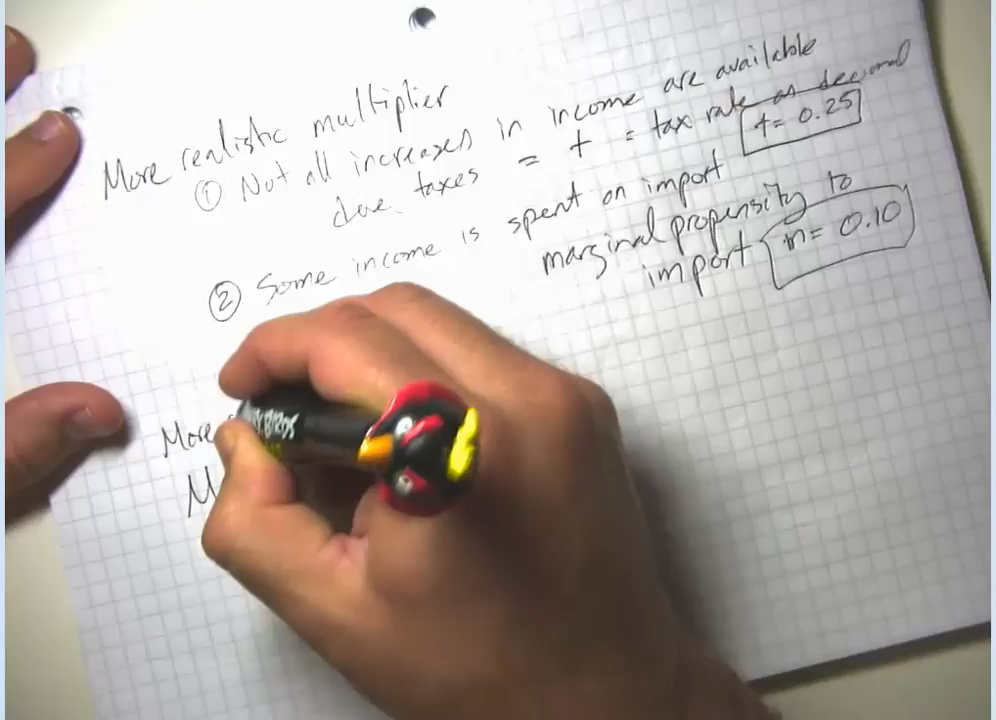 More realistic multiplier
① Not all increases in income are available
due taxes = t = tax rate as decimal
t = 0.25
② Some income is spent on import
marginal propensity to
import m = 0.10
More
M
BIRDS